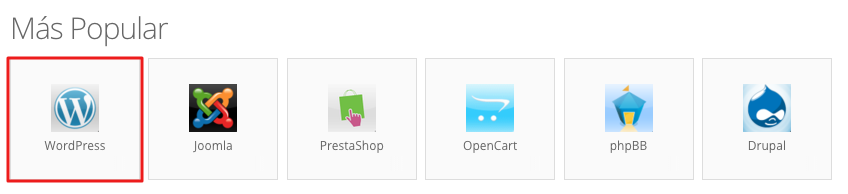 Más Popular
WordPress
Joomla
PrestaShop
OpenCart
phpBB
Drupal